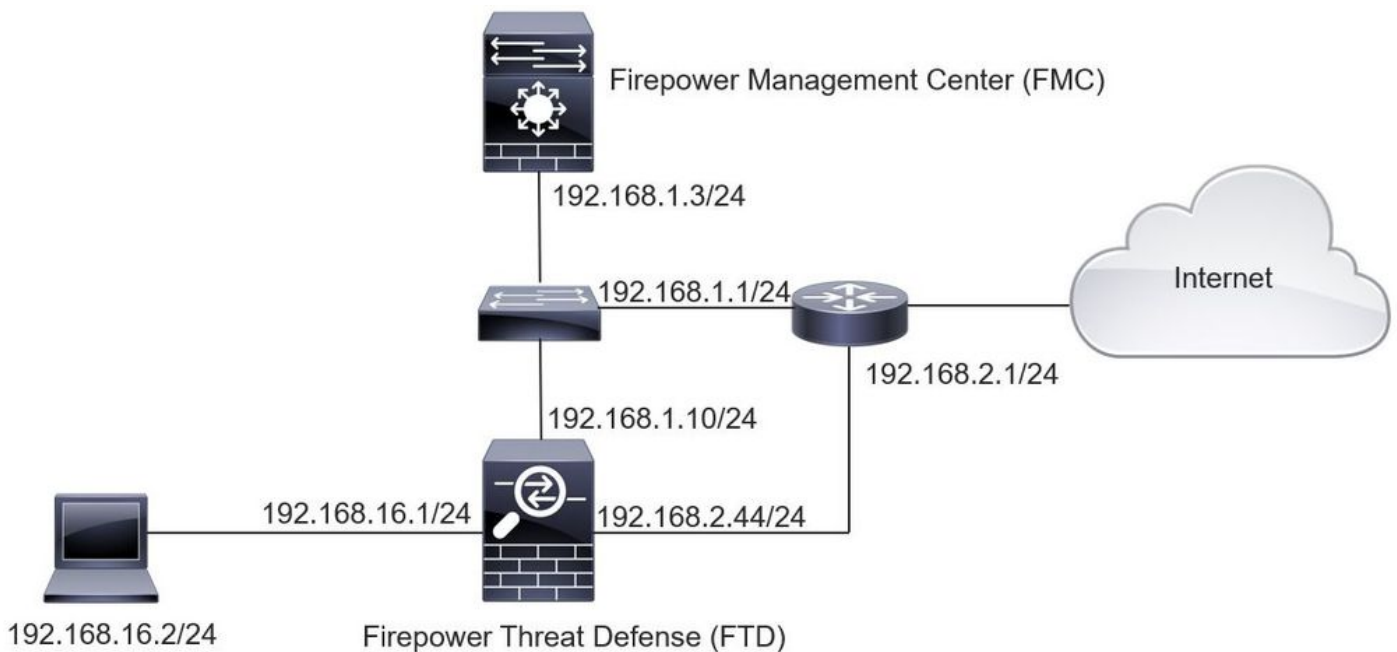 Firepower Management Center (FMC)
192.168.1.3/24
Internet
192.168.1.1/24
192.168.2.1/24
192.168.1.10/24
192.168.16.1/24
192.168.2.44/24
192.168.16.2/24
Firepower Threat Defense (FTD)